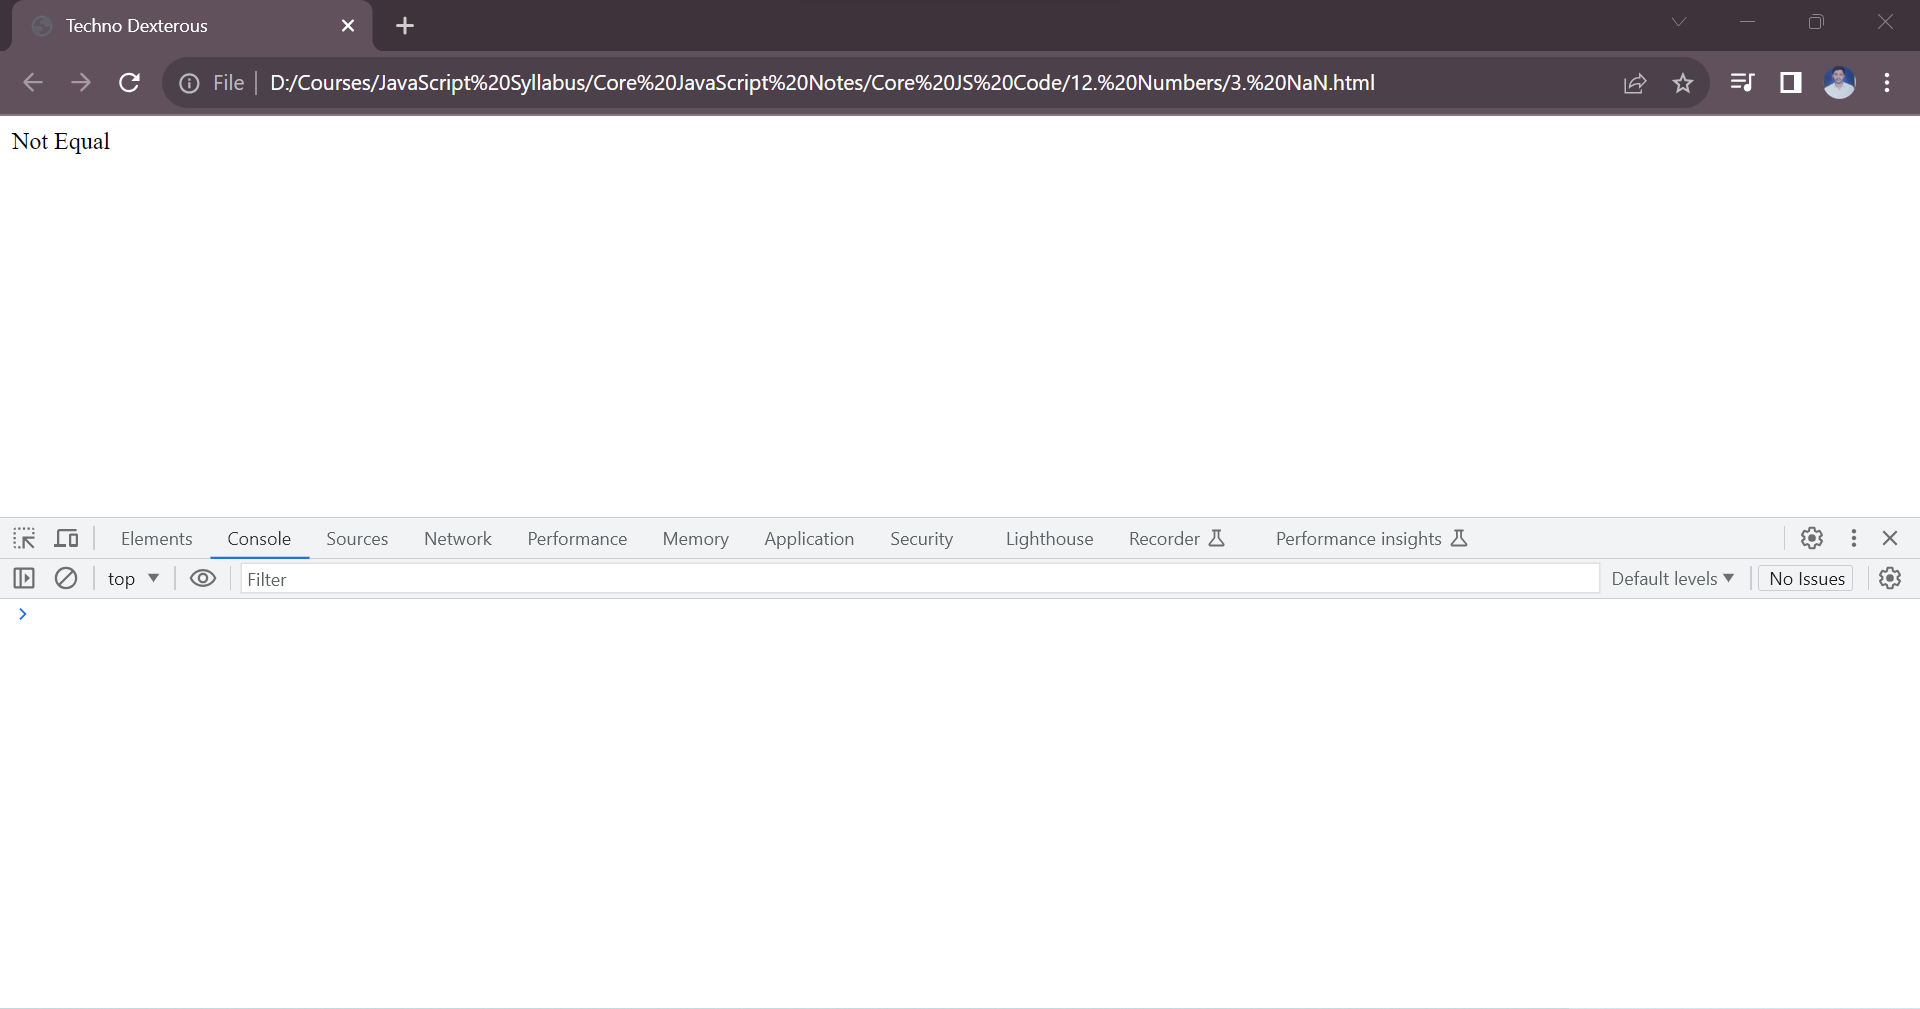 Techno Dexterous
File D:/Courses/JavaScript%20Syllabus/Core%20JavaScript%20Notes/Core%20JS%20Code/12.%20Numbers/3.%20NaN.html
Not Equal
Elements Console Sources Network Performance Memory Application Security Lighthouse Recorder Performance insights
top Filter Default levels No Issues